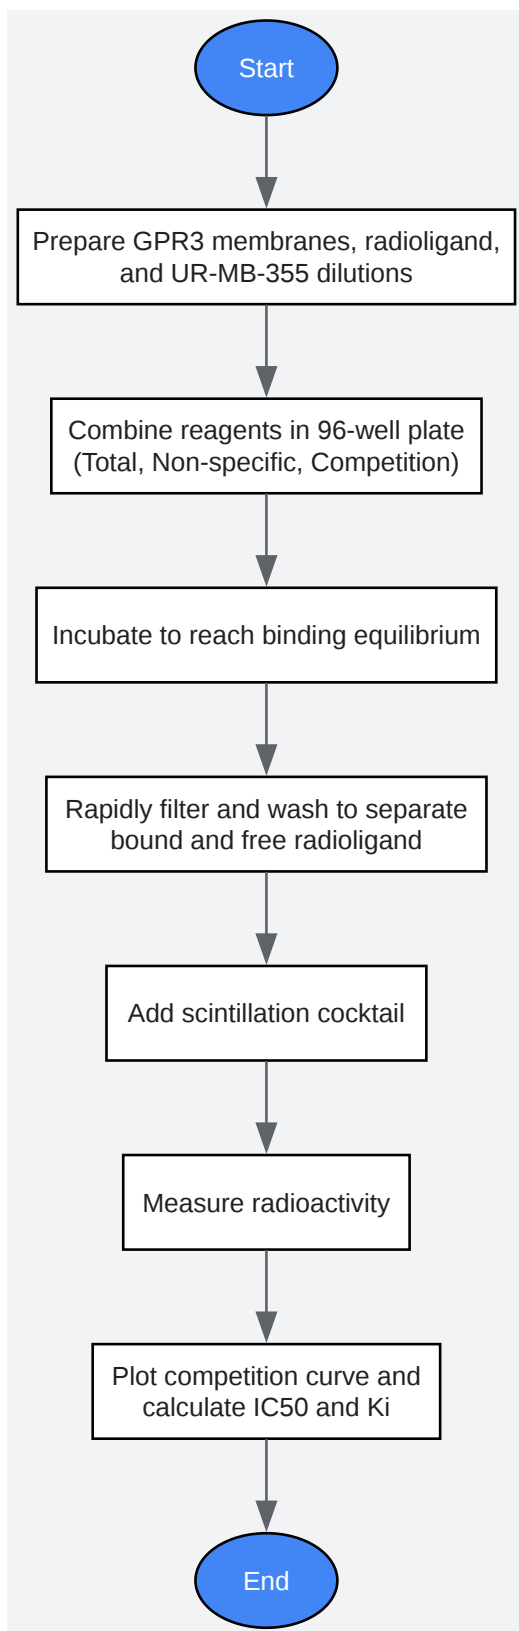 Start
Prepare GPR3 membranes, radioligand,
and UR-MB-355 dilutions
Combine reagents in 96-well plate
(Total, Non-specific, Competition)
Incubate to reach binding equilibrium
Rapidly filter and wash to separate
bound and free radioligand
Add scintillation cocktail
Measure radioactivity
Plot competition curve and
calculate IC50 and Ki
End